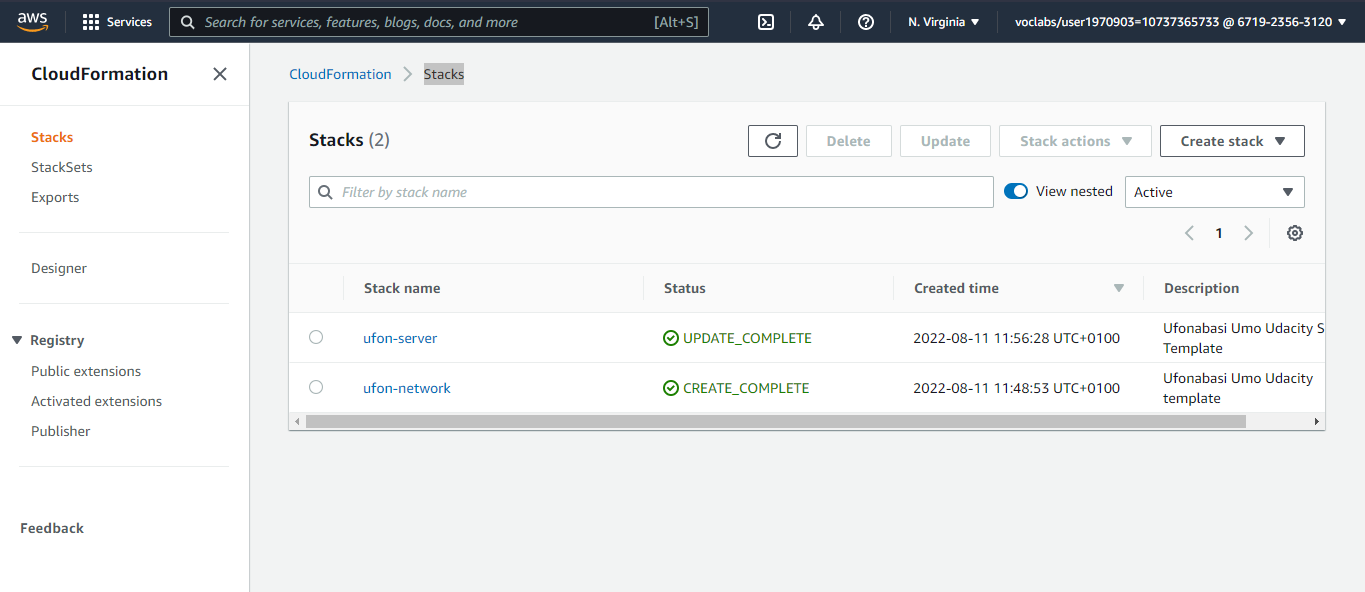 aws
Services
Search for services, features, blogs, docs, and more [Alt+S]
N. Virginia
voclabs/user1970903=10737365733 @ 6719-2356-3120
CloudFormation
Stacks
StackSets
Exports
Designer
Registry
Public extensions
Activated extensions
Publisher
Feedback
CloudFormation
Stacks
Stacks (2)
Delete
Update
Stack actions
Create stack
Filter by stack name
View nested
Active
1
Stack name Status Created time Description
ufon-server UPDATE_COMPLETE 2022-08-11 11:56:28 UTC+0100 Ufonabasi Umo Udacity S
Template
ufon-network CREATE_COMPLETE 2022-08-11 11:48:53 UTC+0100 Ufonabasi Umo Udacity
template